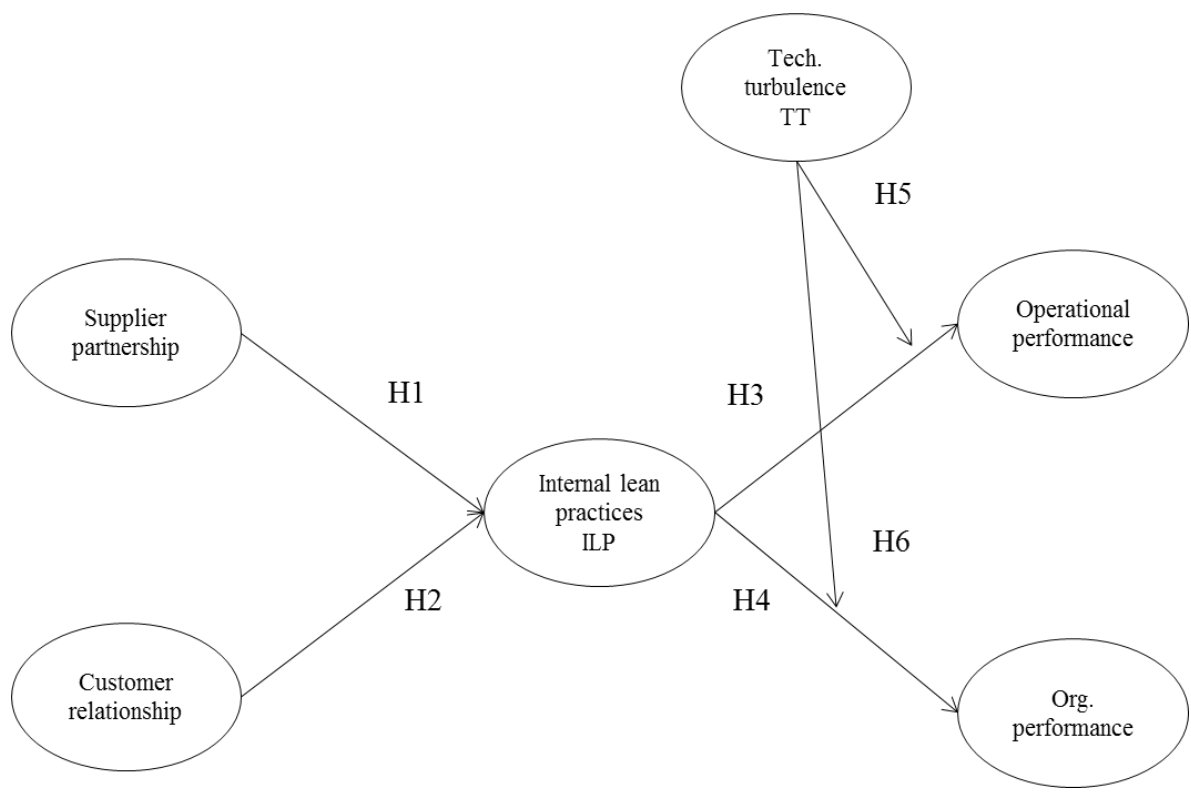 Tech.
turbulence
TT
H5
Supplier
partnership
Operational
performance
H1
H3
Internal lean
practices
ILP
H6
H2
H4
Customer
relationship
Org.
performance